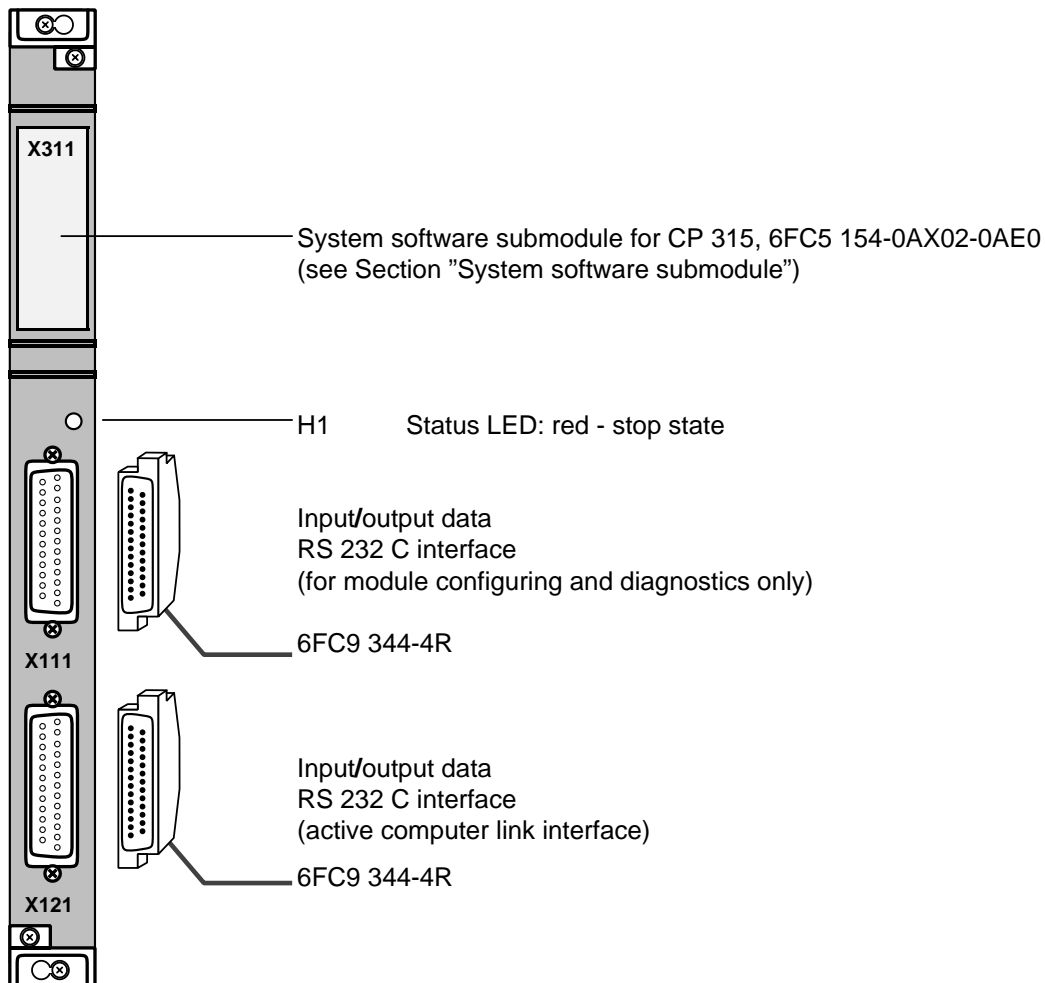 X311
System software submodule for CP 315, 6FC5 154-0AX02-0AE0
(see Section ”System software submodule”)
H1 Status LED: red - stop state
Input/output data
RS 232 C interface
(for module configuring and diagnostics only)
6FC9 344-4R
X111
Input/output data
RS 232 C interface
(active computer link interface)
6FC9 344-4R
X121